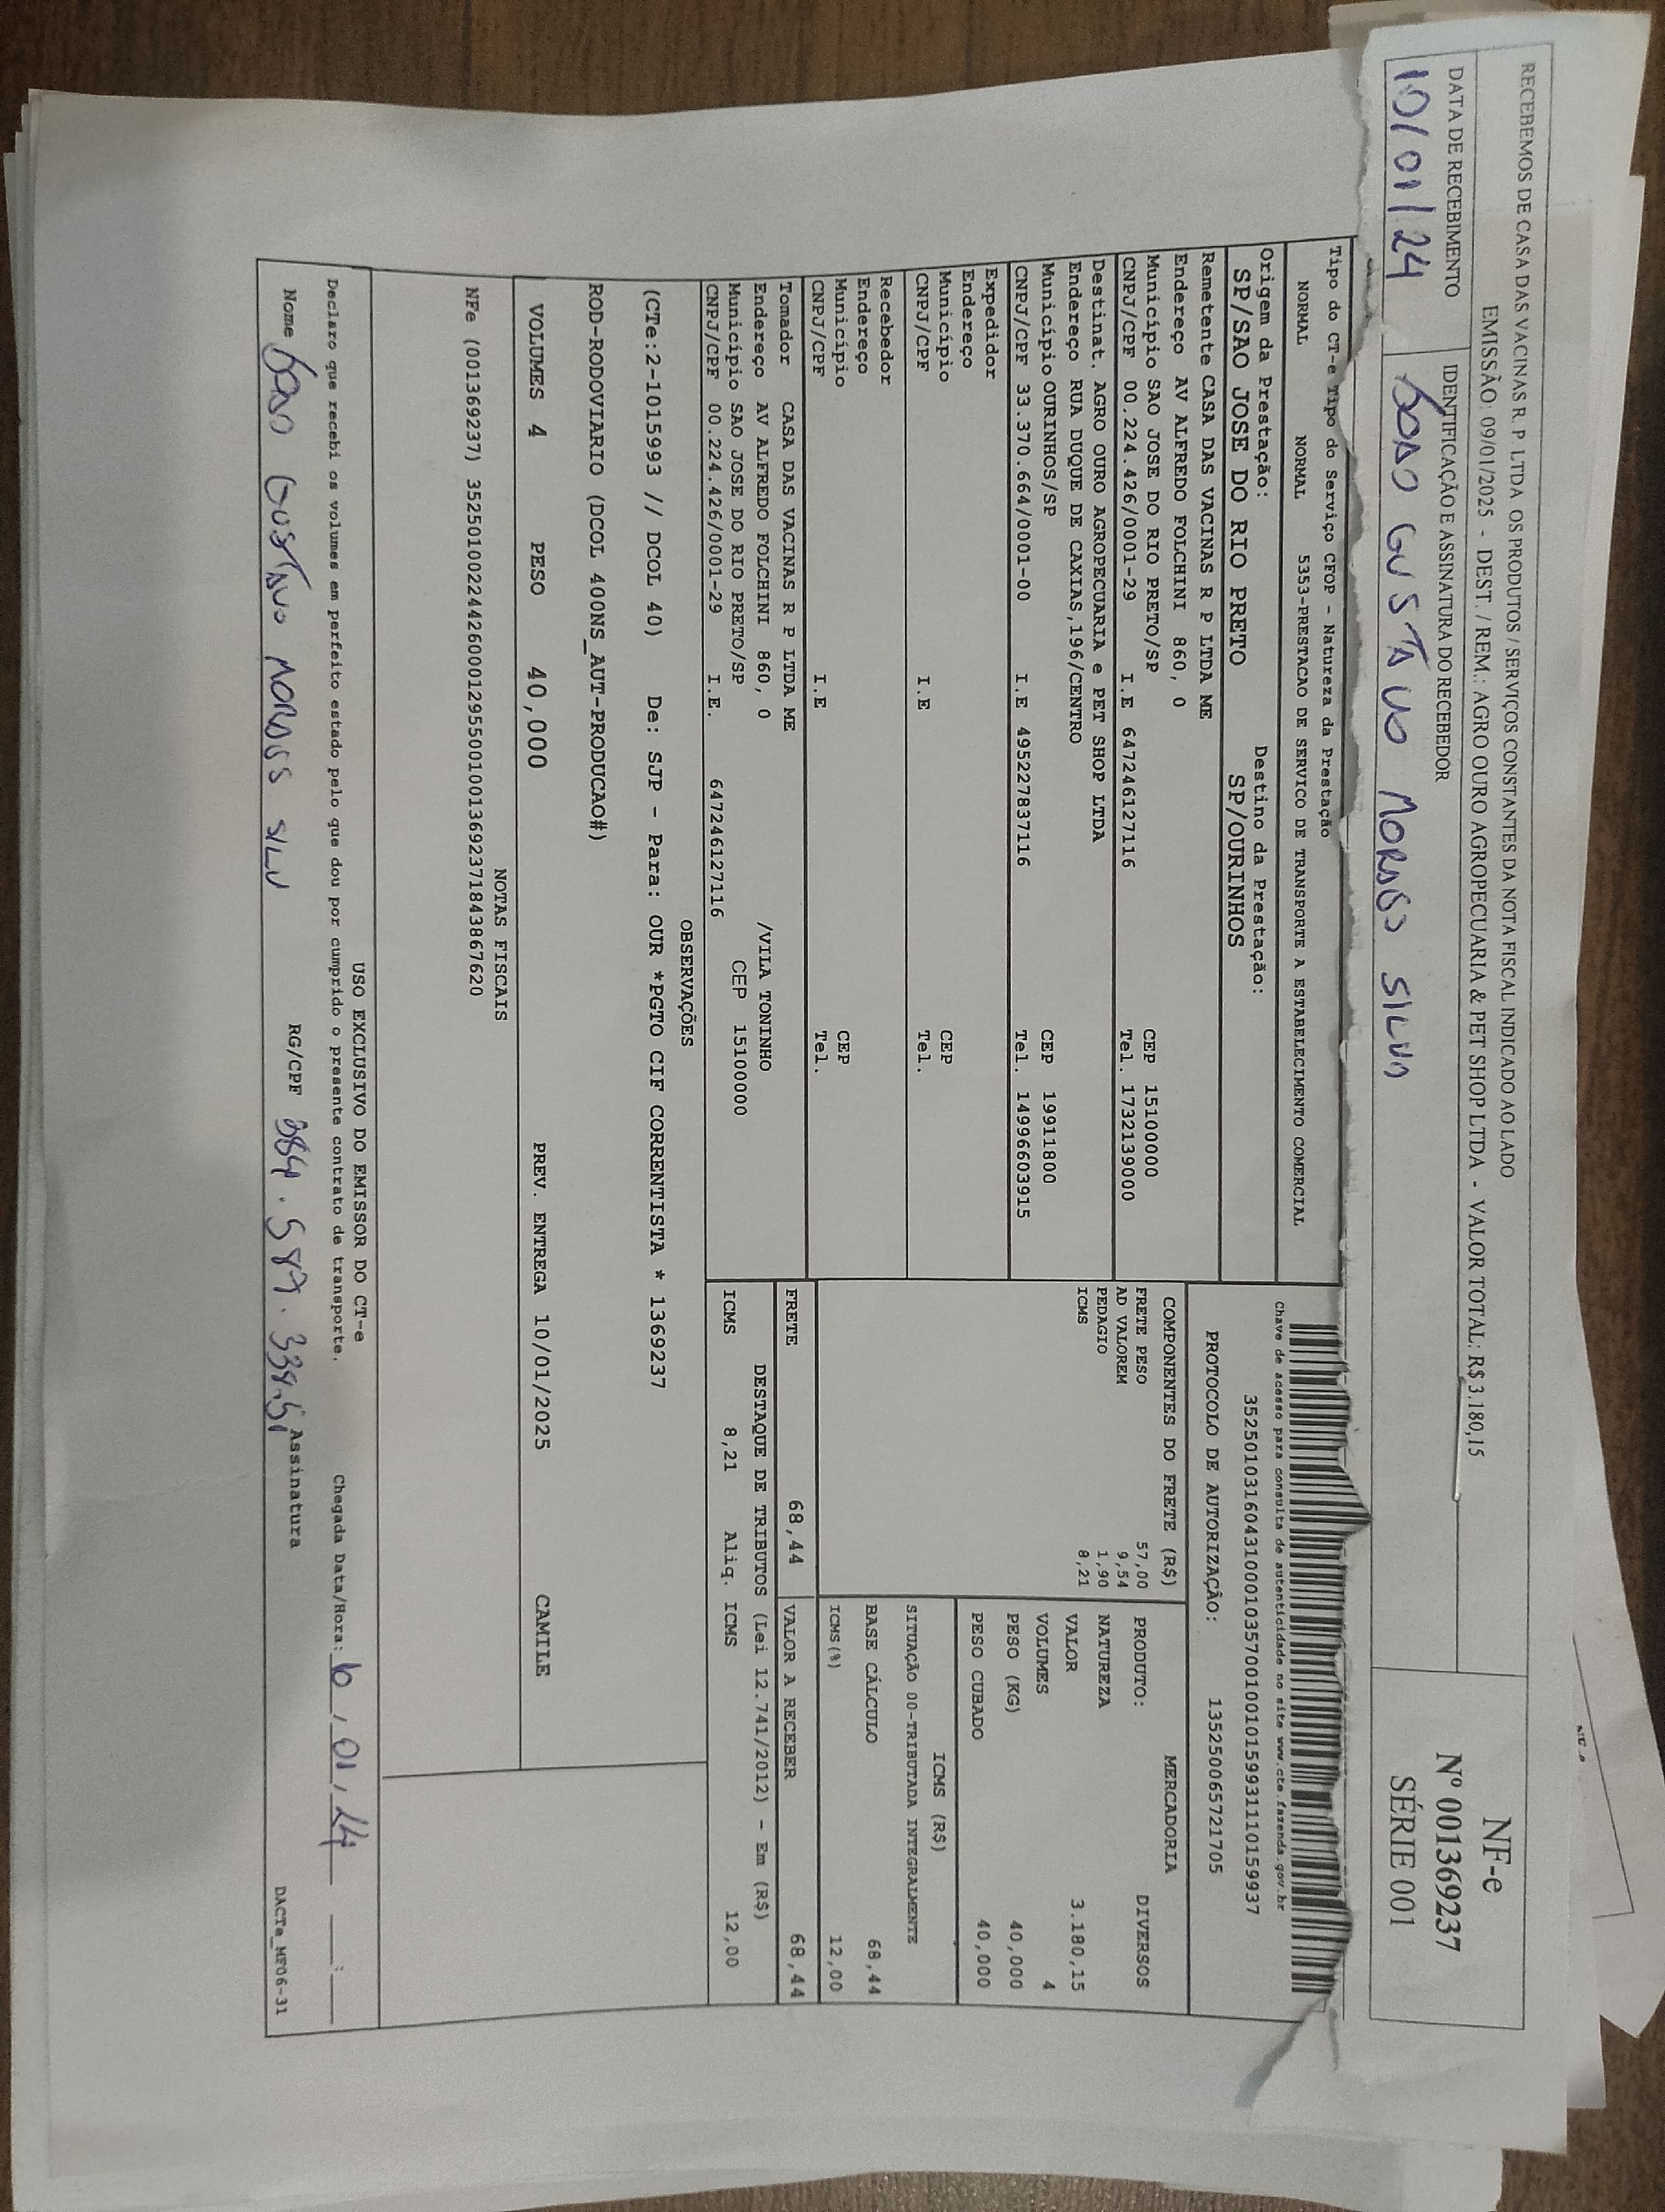 RECEBEMOS DE CASA DAS VACINAS R. P. LTDA OS PRODUTOS / SERVIÇOS CONSTANTES DA NOTA FISCAL INDICADO AO LADO
EMISSÃO: 09/01/2025 - DEST. / REM.: AGRO OURO AGROPECUARIA & PET SHOP LTDA - VALOR TOTAL: R$ 3.180,15
DATA DE RECEBIMENTO
10/01/24
IDENTIFICAÇÃO E ASSINATURA DO RECEBEDOR
GUSTAVO SILVA
NF-e
Nº 001369237
SÉRIE 001
Tipo do CT-e Tipo do Serviço CFOP - Natureza da Prestação
NORMAL NORMAL 5353-PRESTACAO DE SERVICO DE TRANSPORTE A ESTABELECIMENTO COMERCIAL
Origem da Prestação: Destino da Prestação:
SP/SAO JOSE DO RIO PRETO SP/OURINHOS
Remetente CASA DAS VACINAS R P LTDA ME
Endereço AV ALFREDO FOLCHINI 860, 0
Município SAO JOSE DO RIO PRETO/SP CEP 15100000
CNPJ/CPF 00.224.426/0001-29 I.E 647246127116 Tel. 1732139000
Destinat. AGRO OURO AGROPECUARIA e PET SHOP LTDA
Endereço RUA DUQUE DE CAXIAS,196/CENTRO
Município OURINHOS/SP CEP 19911800
CNPJ/CPF 33.370.664/0001-00 I.E 495227837116 Tel. 14996603915
Expedidor
Endereço
Município CEP
CNPJ/CPF I.E Tel.
Recebedor
Endereço
Município CEP
CNPJ/CPF I.E Tel.
Tomador CASA DAS VACINAS R P LTDA ME
Endereço AV ALFREDO FOLCHINI 860, 0 /VILA TONINHO
Município SAO JOSE DO RIO PRETO/SP CEP 15100000
CNPJ/CPF 00.224.426/0001-29 I.E. 647246127116
Chave de acesso para consulta de autenticidade no site www.cte.fazenda.gov.br
35250103160431000103570010010159931110159937
PROTOCOLO DE AUTORIZAÇÃO: 135250065721705
COMPONENTES DO FRETE (R$)
FRETE PESO 57,00
AD VALOREM 9,54
PEDAGIO 1,90
ICMS 8,21
MERCADORIA
PRODUTO: DIVERSOS
NATUREZA
VALOR 3.180,15
VOLUMES 4
PESO (KG) 40,000
PESO CUBADO 40,000
ICMS (R$)
SITUAÇÃO 00-TRIBUTADA INTEGRALMENTE
BASE CÁLCULO 68,44
ICMS(%) 12,00
FRETE 68,44 VALOR A RECEBER 68,44
DESTAQUE DE TRIBUTOS (Lei 12.741/2012) - Em (R$)
ICMS 8,21 Aliq. ICMS 12,00
OBSERVAÇÕES
(CTe:2-1015993 // DCOL 40) De: SJP - Para: OUR *PGTO CIF CORRENTISTA * 1369237
ROD-RODOVIARIO (DCOL 400NS_AUT-PRODUCAO#)
VOLUMES 4 PESO 40,000 PREV. ENTREGA 10/01/2025 CAMILE
NOTAS FISCAIS
NFe (001369237) 35250100224426000129550010013692371843867620
USO EXCLUSIVO DO EMISSOR DO CT-e
Declaro que recebi os volumes em perfeito estado pelo que dou por cumprido o presente contrato de transporte. Chegada Data/Hora: 10/01/24 __:__
Nome GUSTAVO RG/CPF Assinatura
DACTe_MF06-31